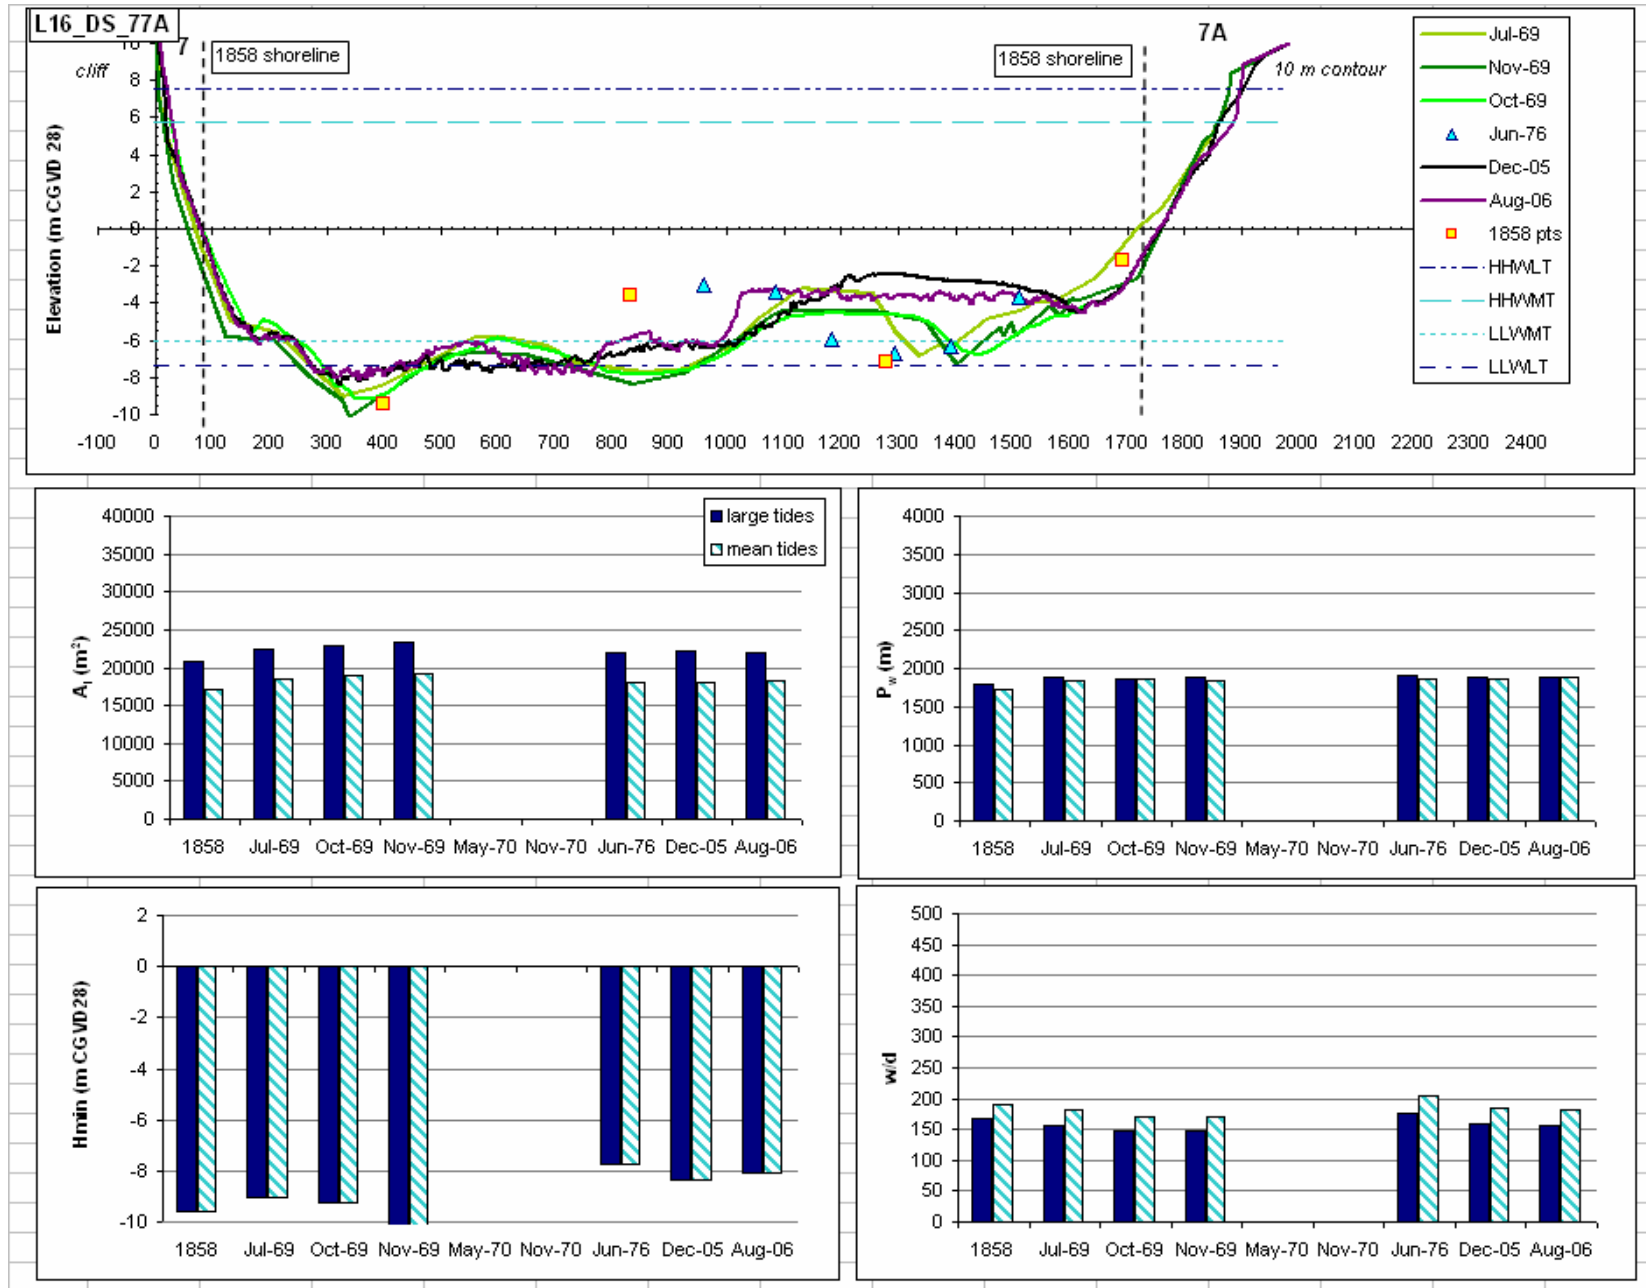 L16_DS_77A
7
7A
cliff
1858 shoreline
1858 shoreline
10 m contour
Elevation (m CGVD 28)
10
8
6
4
2
0
-2
-4
-6
-8
-10
-100 0 100 200 300 400 500 600 700 800 900 1000 1100 1200 1300 1400 1500 1600 1700 1800 1900 2000 2100 2200 2300 2400
Jul-69
Nov-69
Oct-69
Jun-76
Dec-05
Aug-06
1858 pts
HHWLT
HHWMT
LLWMT
LLWLT
A
(m²)
40000
35000
30000
25000
20000
15000
10000
5000
0
large tides
mean tides
1858 Jul-69 Oct-69 Nov-69 May-70 Nov-70 Jun-76 Dec-05 Aug-06
Pw (m)
4000
3500
3000
2500
2000
1500
1000
500
0
1858 Jul-69 Oct-69 Nov-69 May-70 Nov-70 Jun-76 Dec-05 Aug-06
Hmin (m CGVD28)
2
0
-2
-4
-6
-8
-10
1858 Jul-69 Oct-69 Nov-69 May-70 Nov-70 Jun-76 Dec-05 Aug-06
w/d
500
450
400
350
300
250
200
150
100
50
0
1858 Jul-69 Oct-69 Nov-69 May-70 Nov-70 Jun-76 Dec-05 Aug-06